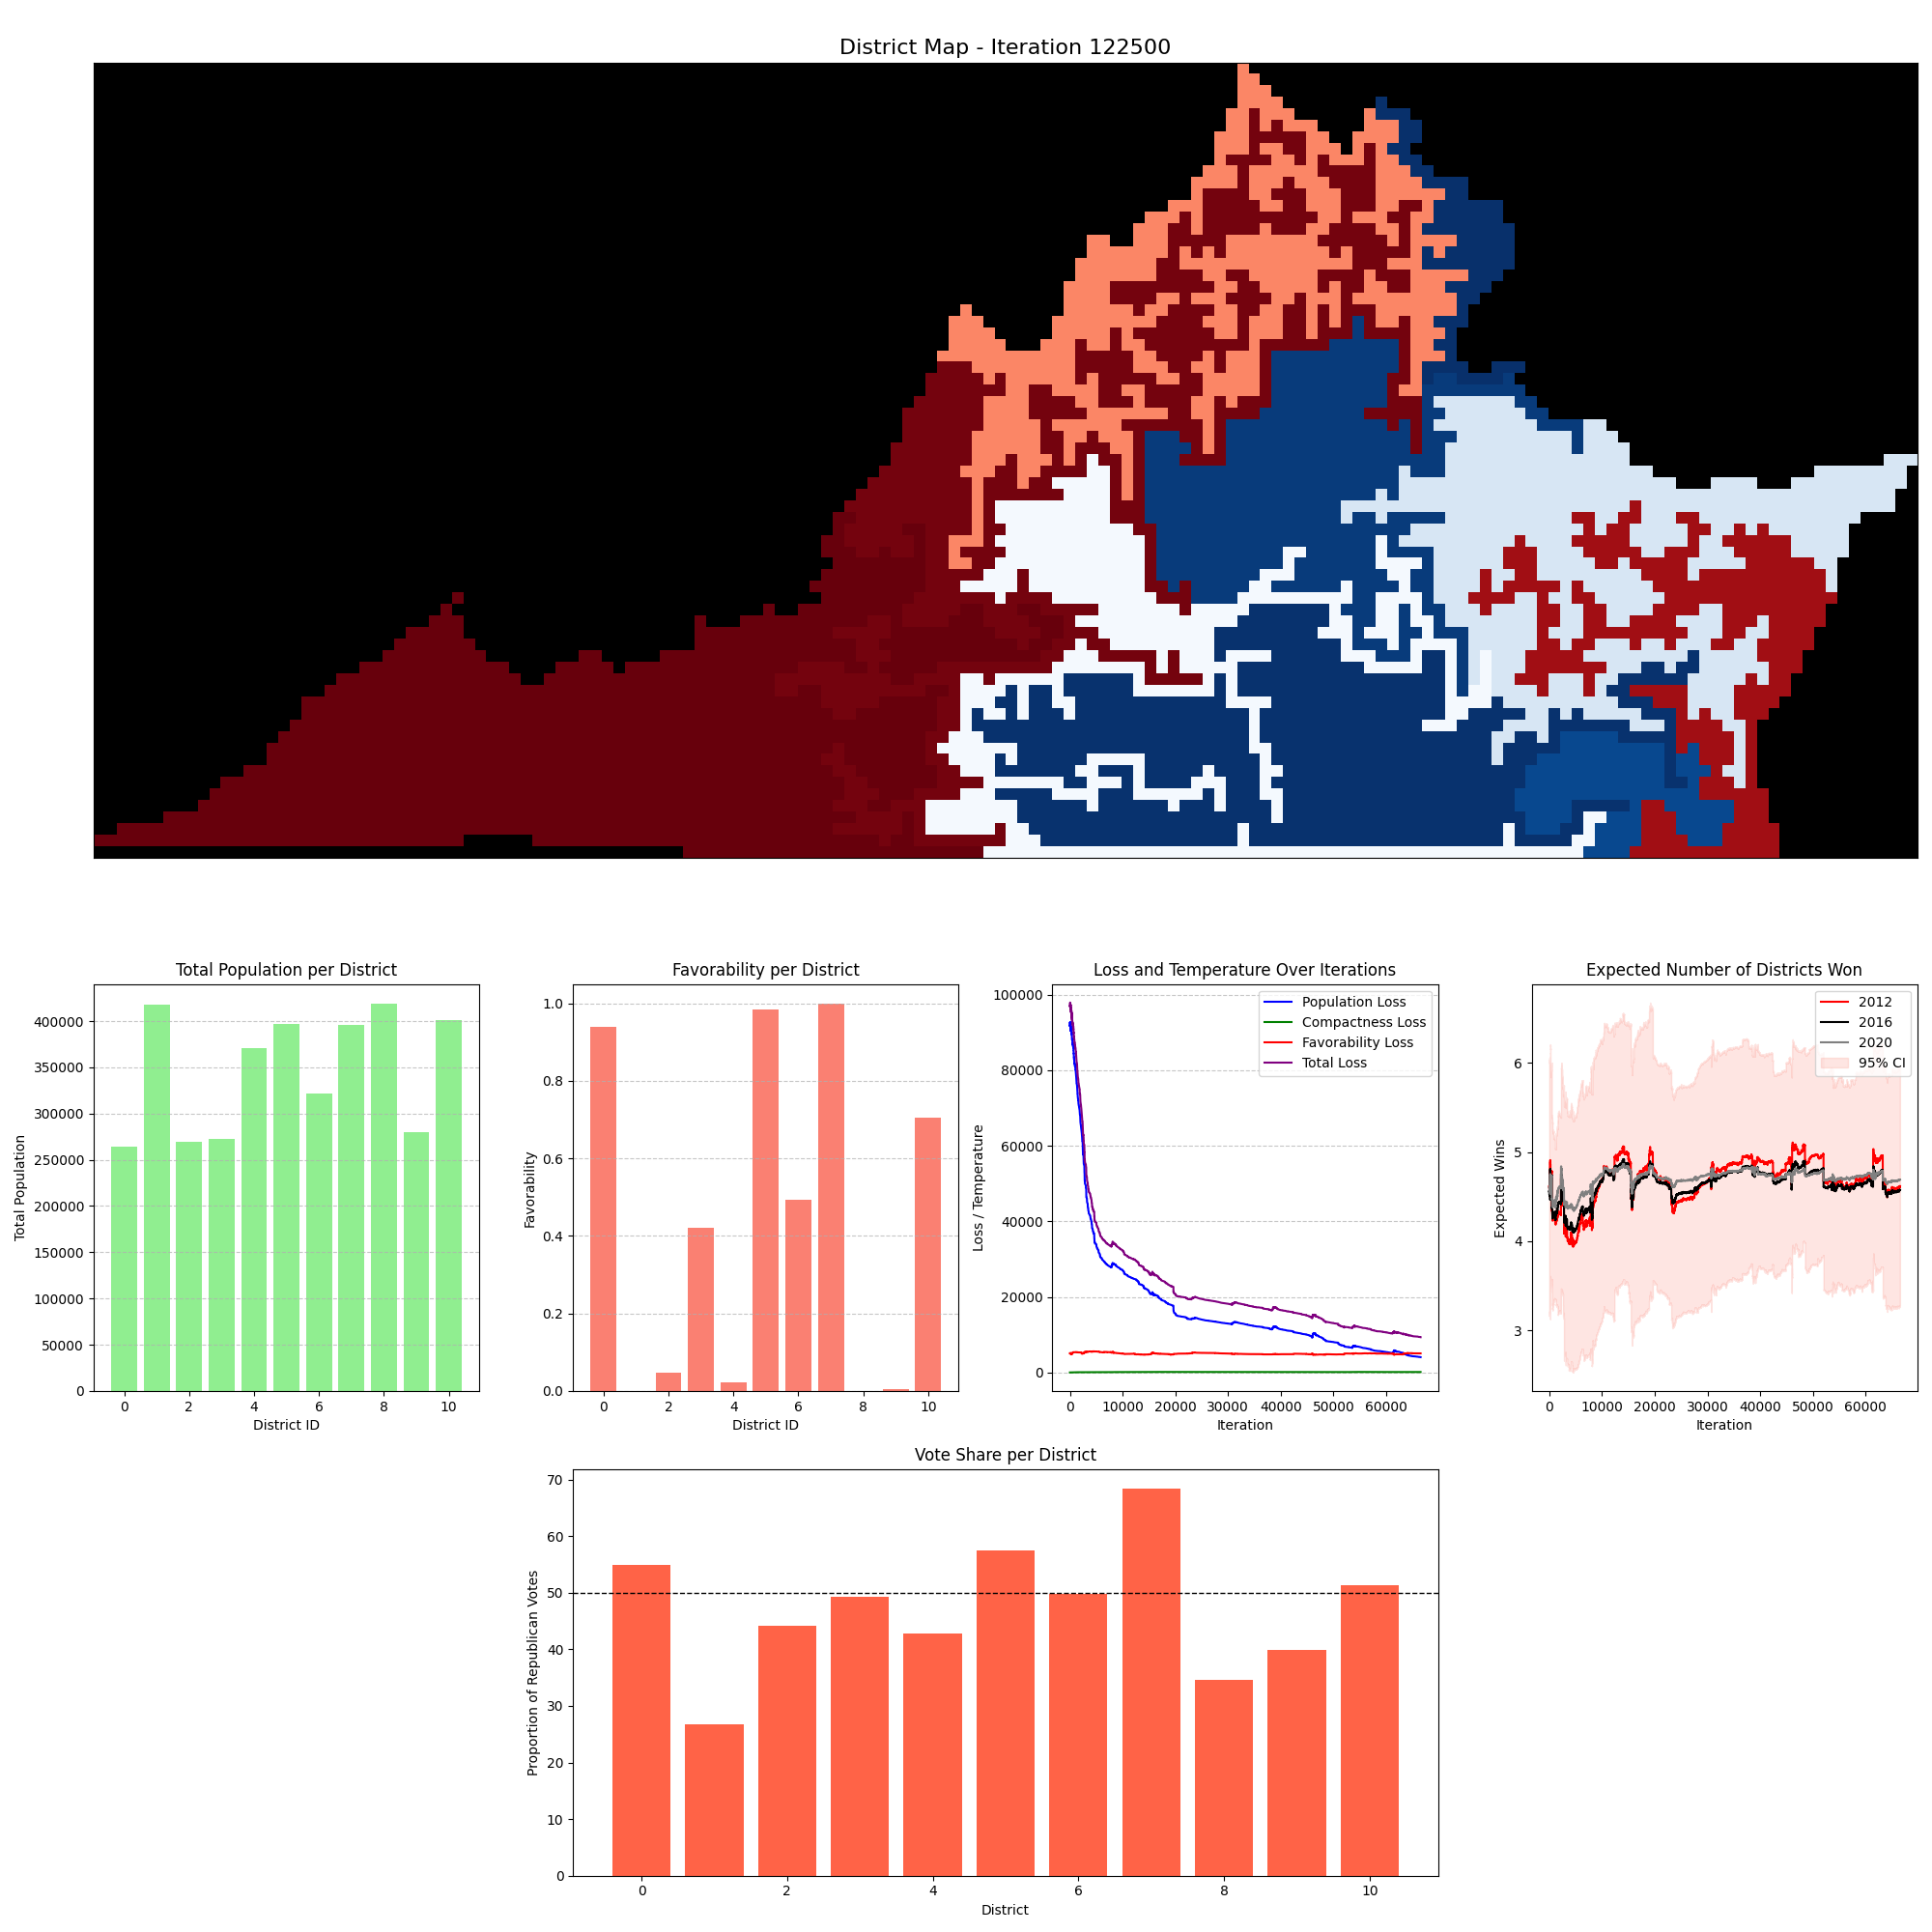 District Map - Iteration 122500
Total Population per District
Total Population
400000
350000
300000
250000
200000
150000
100000
50000
0
0 2 4 6 8 10
District ID
Favorability per District
Favorability
1.0
0.8
0.6
0.4
0.2
0.0
0 2 4 6 8 10
District ID
Loss and Temperature Over Iterations
Loss / Temperature
100000
80000
60000
40000
20000
0
Population Loss
Compactness Loss
Favorability Loss
Total Loss
0 10000 20000 30000 40000 50000 60000
Iteration
Expected Number of Districts Won
Expected Wins
6
5
4
3
2012
2016
2020
95% CI
0 10000 20000 30000 40000 50000 60000
Iteration
Vote Share per District
Proportion of Republican Votes
70
60
50
40
30
20
10
0
0 2 4 6 8 10
District